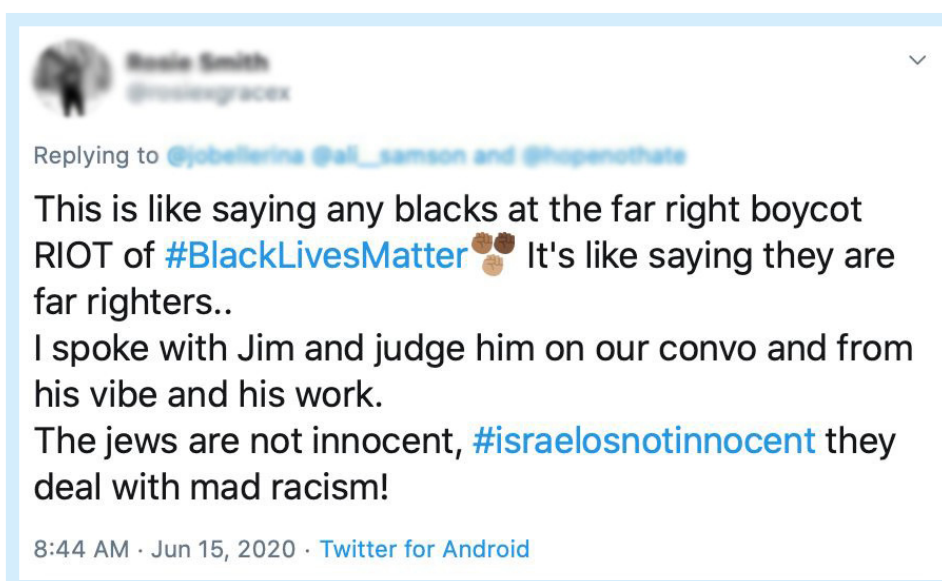 Replying to
This is like saying any blacks at the far right boycot
RIOT of #BlackLivesMatter✊🏾✊🏿✊🏼 It's like saying they are
far righters..
I spoke with Jim and judge him on our convo and from
his vibe and his work.
The jews are not innocent, #israelosnotinnocent they
deal with mad racism!
8:44 AM · Jun 15, 2020 · Twitter for Android